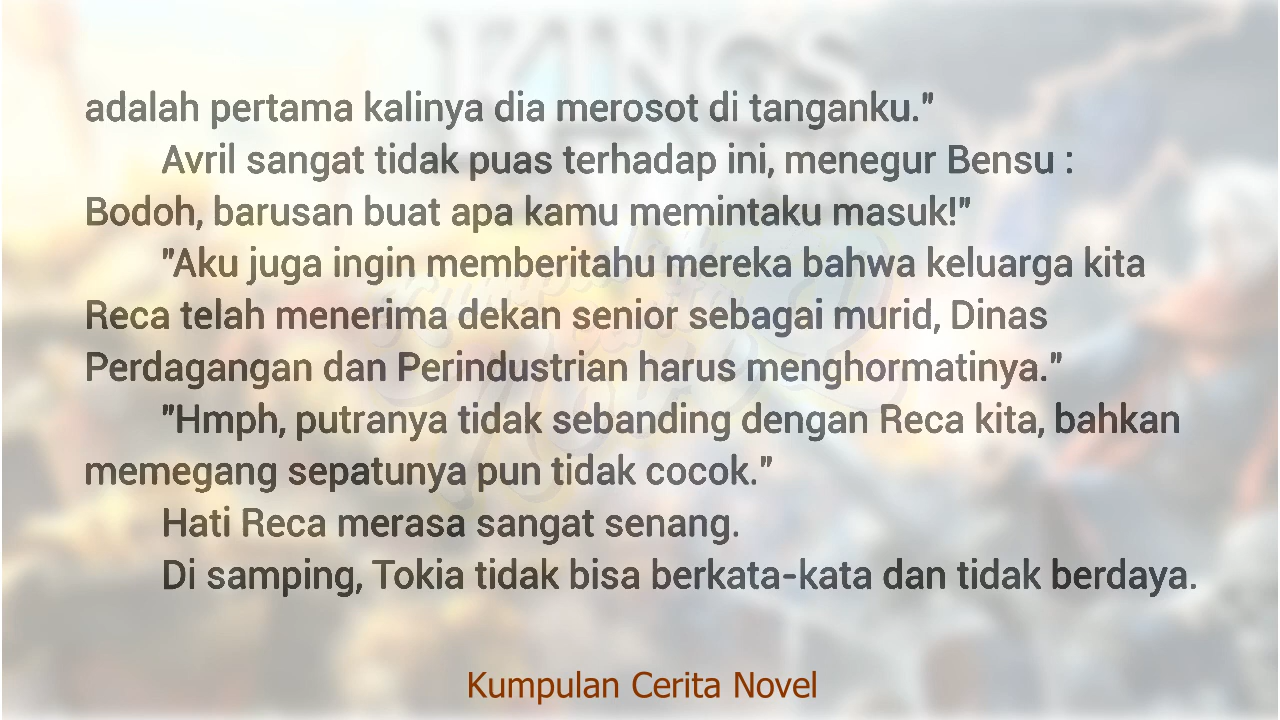 KINGS
adalah pertama kalinya dia merosot di tanganku."
Avril sangat tidak puas terhadap ini, menegur Bensu :
Bodoh, barusan buat apa kamu memintaku masuk!"
"Aku juga ingin memberitahu mereka bahwa keluarga kita
Reca telah menerima dekan senior sebagai murid, Dinas
Perdagangan dan Perindustrian harus menghormatinya."
"Hmph, putranya tidak sebanding dengan Reca kita, bahkan
memegang sepatunya pun tidak cocok."
Hati Reca merasa sangat senang.
Di samping, Tokia tidak bisa berkata-kata dan tidak berdaya.
Kumpulan Cerita Novel